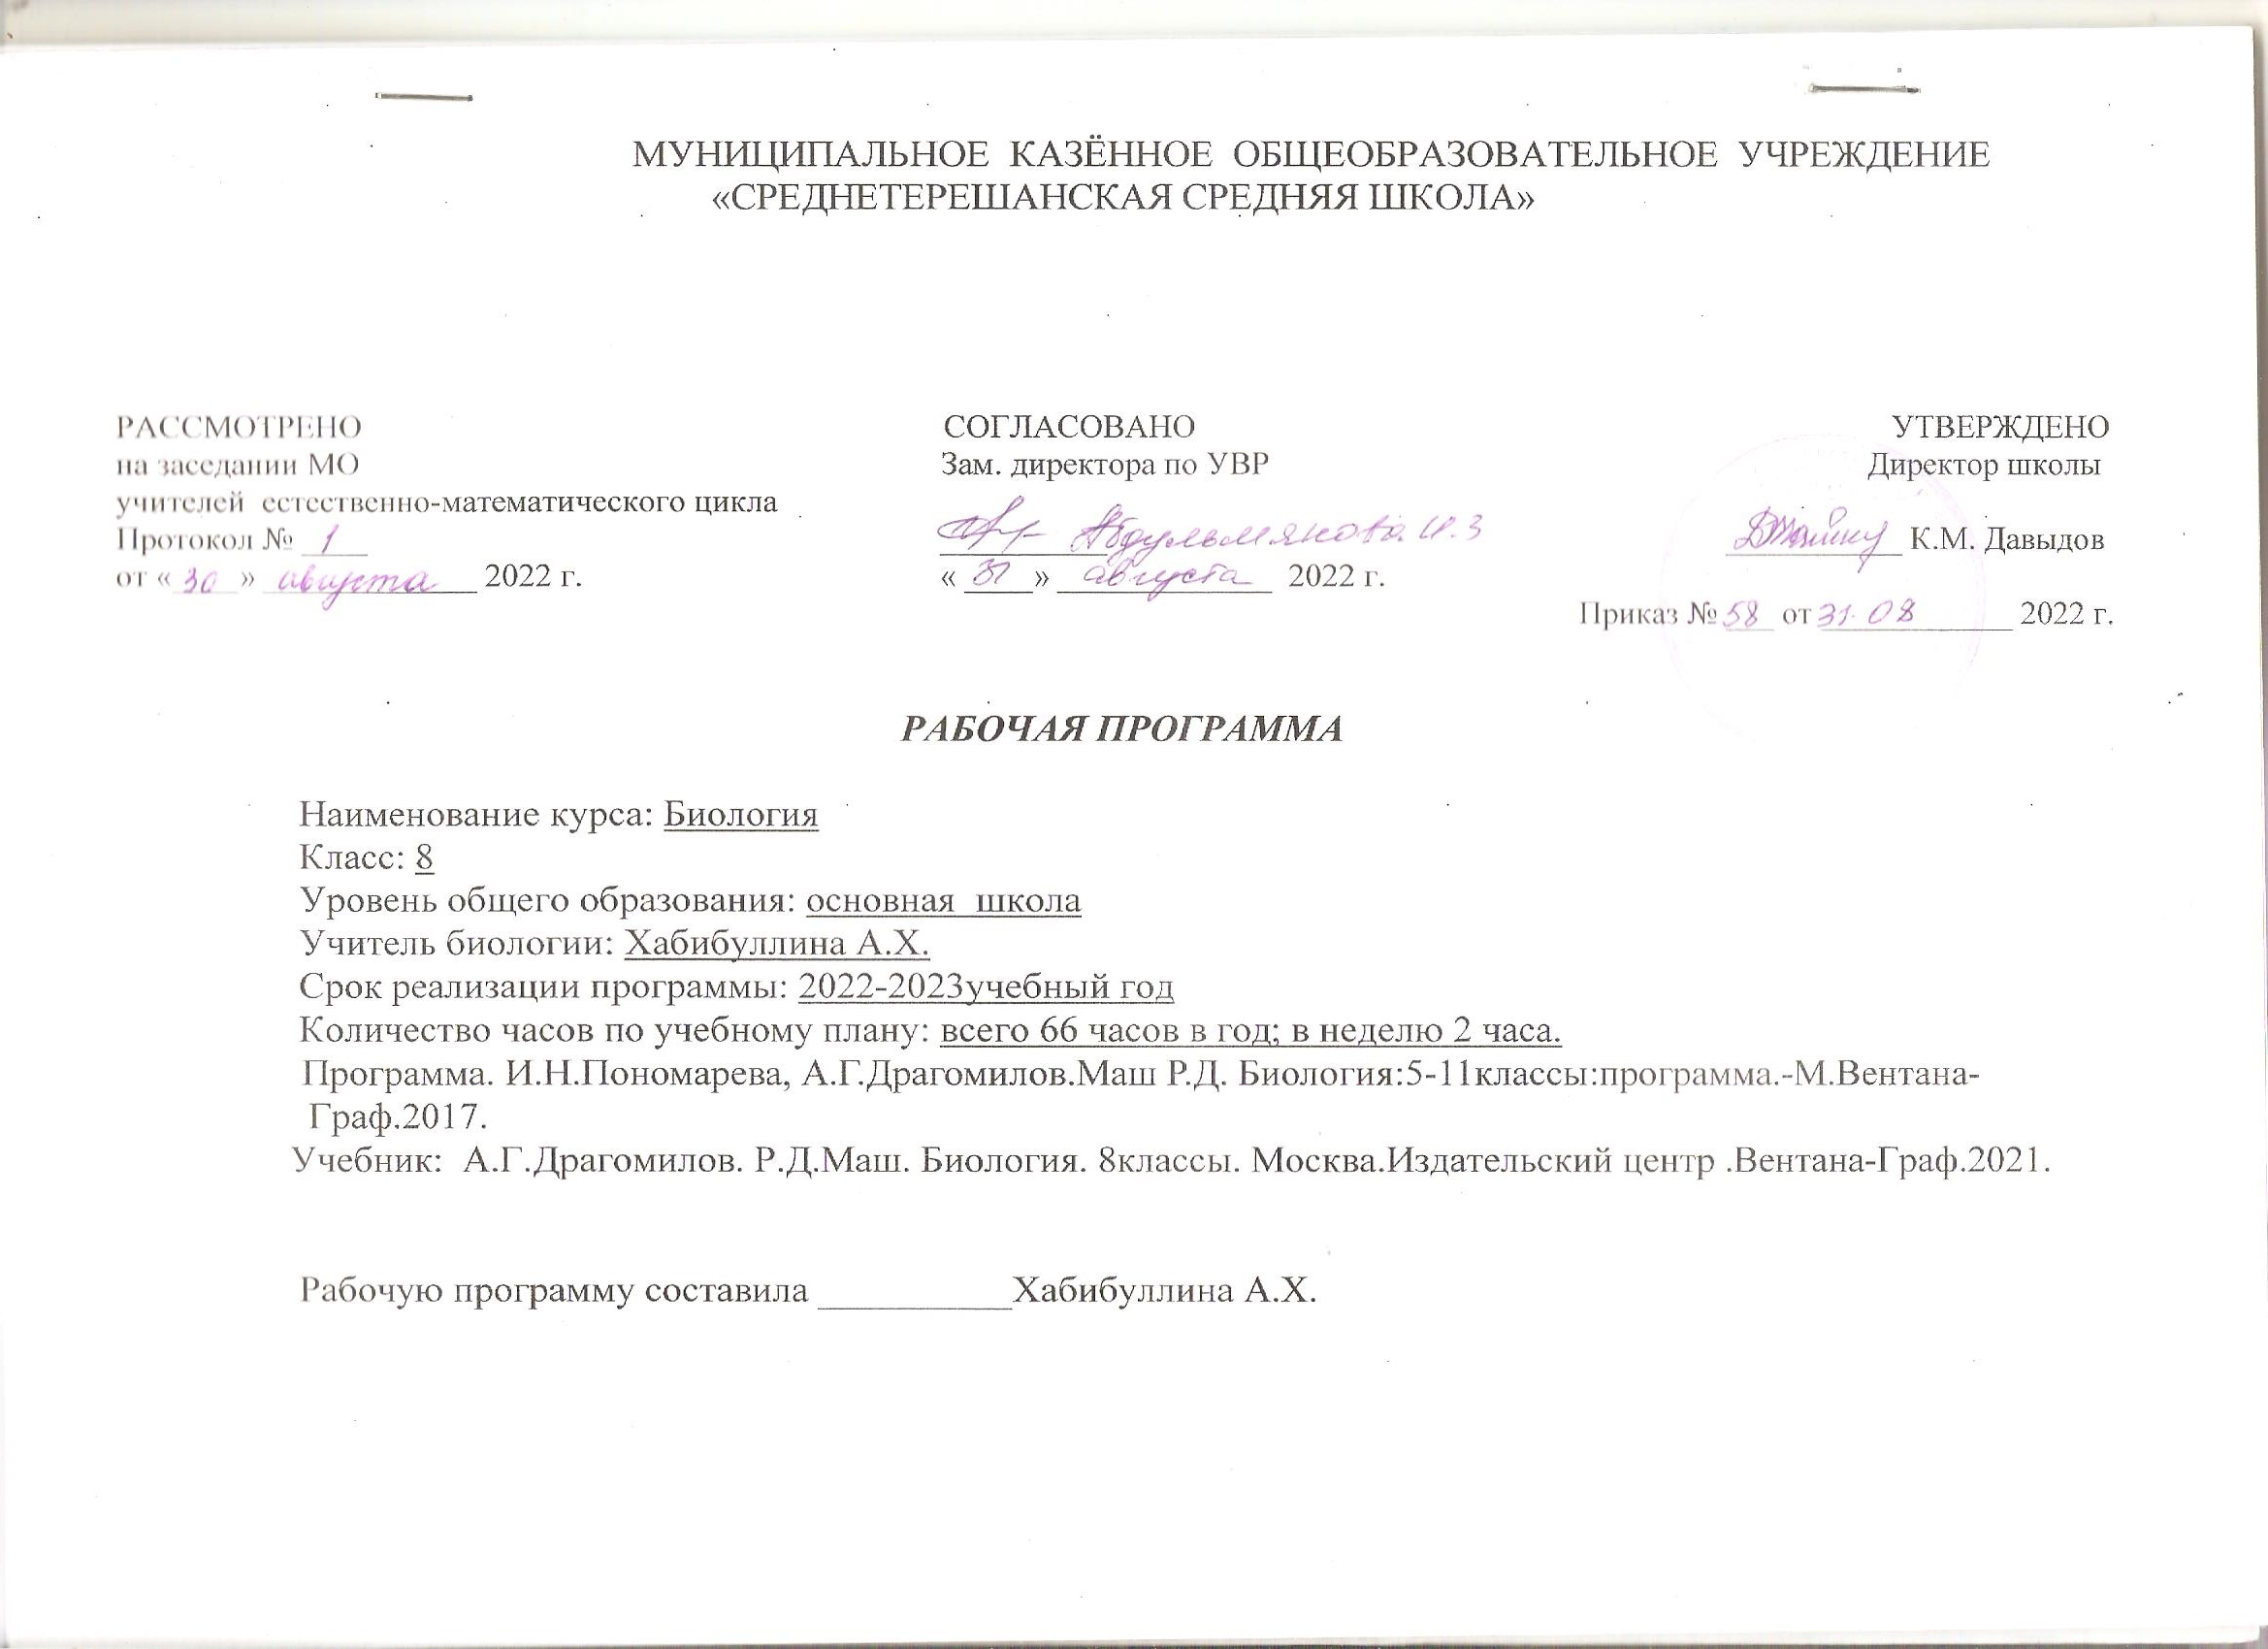 МУНИЦИПАЛЬНОЕ КАЗЁННОЕ ОБЩЕОБРАЗОВАТЕЛЬНОЕ УЧРЕЖДЕНИЕ
«СРЕДНЕТЕРЕШАНСКАЯ СРЕДНЯЯ ШКОЛА»
РАССМОТРЕНО
на заседании МО
учителей естественно-математического цикла
Протокол № 1
от «30» августа 2022 г.
СОГЛАСОВАНО
Зам. директора по УВР
Абдульмянова И.З
«31» августа 2022 г.
УТВЕРЖДЕНО
Директор школы
К.М. Давыдов
Приказ № 58 от 31.08 2022 г.
РАБОЧАЯ ПРОГРАММА
Наименование курса: Биология
Класс: 8
Уровень общего образования: основная школа
Учитель биологии: Хабибуллина А.Х.
Срок реализации программы: 2022-2023учебный год
Количество часов по учебному плану: всего 66 часов в год; в неделю 2 часа.
Программа. И.Н.Пономарева, А.Г.Драгомилов.Маш Р.Д. Биология:5-11классы:программа.-М.Вентана-
Граф.2017.
Учебник: А.Г.Драгомилов. Р.Д.Маш. Биология. 8классы. Москва.Издательский центр .Вентана-Граф.2021.
Рабочую программу составила __________Хабибуллина А.Х.